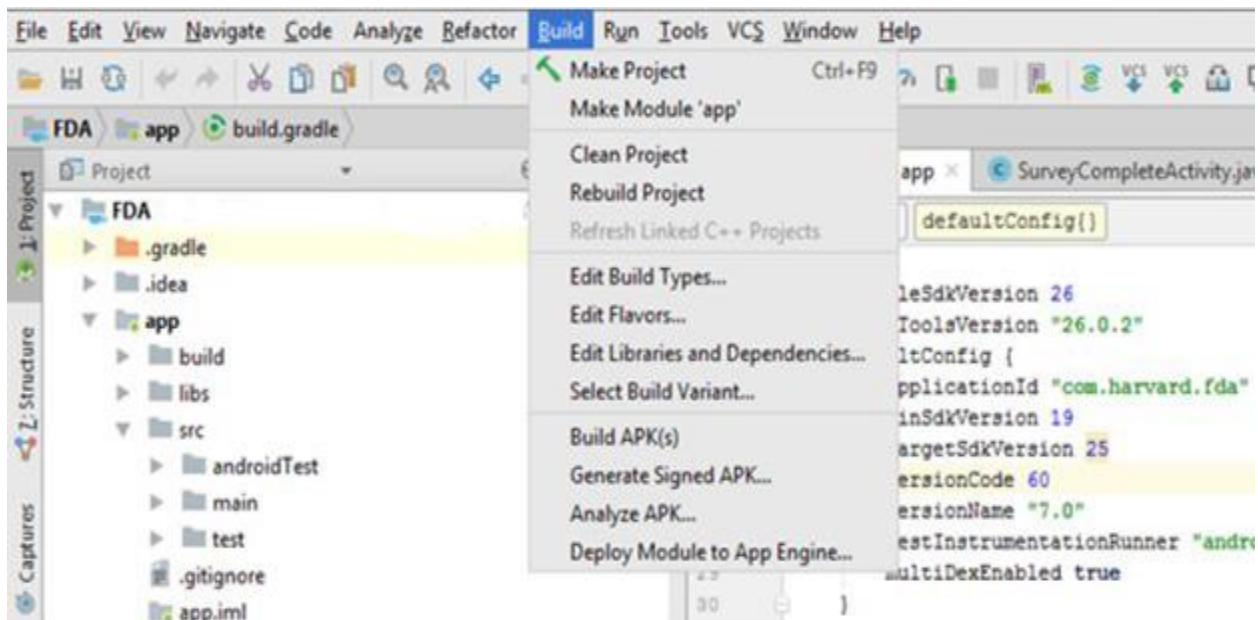 File Edit View Navigate Code Analyze Refactor Build Run Tools VCS Window Help
VCS VCS
FDA app build.gradle
Make Project Ctrl+F9
Make Module 'app'
Clean Project
Rebuild Project
Refresh Linked C++ Projects
Edit Build Types...
Edit Flavors...
Edit Libraries and Dependencies...
Select Build Variant...
Build APK(s)
Generate Signed APK...
Analyze APK...
Deploy Module to App Engine...
1: Project
Z: Structure
Captures
Project
FDA
.gradle
.idea
app
build
libs
src
androidTest
main
test
.gitignore
app.iml
app SurveyCompleteActivity.jav
defaultConfig{}
leSdkVersion 26
ToolsVersion "26.0.2"
ltConfig {
pplicationId "com.harvard.fda"
inSdkVersion 19
argetSdkVersion 25
ersionCode 60
ersionName "7.0"
estInstrumentationRunner "andro
multiDexEnabled true
30 }